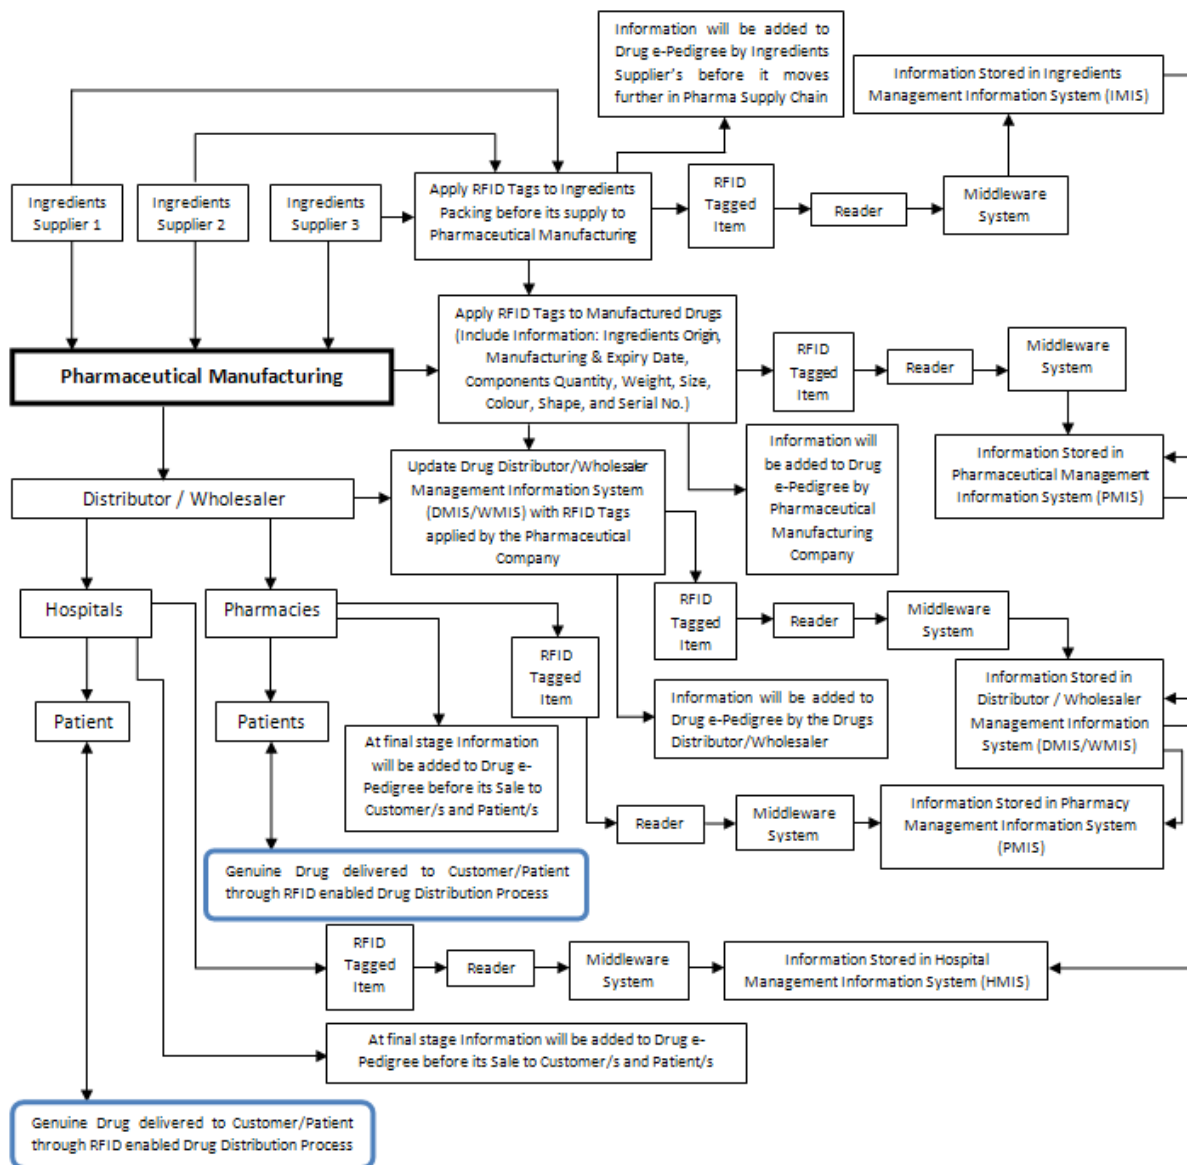 Information will be added to
Drug e-Pedigree by Ingredients
Supplier's before it moves
further in Pharma Supply Chain
Information Stored in Ingredients
Management Information System (IMIS)
Ingredients
Supplier 1
Ingredients
Supplier 2
Ingredients
Supplier 3
Apply RFID Tags to Ingredients
Packing before its supply to
Pharmaceutical Manufacturing
RFID
Tagged
Item
Reader
Middleware
System
Pharmaceutical Manufacturing
Apply RFID Tags to Manufactured Drugs
(Include Information: Ingredients Origin,
Manufacturing & Expiry Date,
Components Quantity, Weight, Size,
Colour, Shape, and Serial No.)
RFID
Tagged
Item
Reader
Middleware
System
Information Stored in
Pharmaceutical Management
Information System (PMIS)
Information will
be added to Drug
e-Pedigree by
Pharmaceutical
Manufacturing
Company
Distributor / Wholesaler
Update Drug Distributor/Wholesaler
Management Information System
(DMIS/WMIS) with RFID Tags
applied by the Pharmaceutical
Company
Hospitals
Pharmacies
RFID
Tagged
Item
RFID
Tagged
Item
Reader
Middleware
System
Information Stored in
Distributor / Wholesaler
Management Information
System (DMIS/WMIS)
Patient
Patients
Information will be added to
Drug e-Pedigree by the Drugs
Distributor/Wholesaler
At final stage Information
will be added to Drug e-
Pedigree before its Sale to
Customer/s and Patient/s
Reader
Middleware
System
Information Stored in Pharmacy
Management Information System
(PMIS)
Genuine Drug delivered to Customer/Patient
through RFID enabled Drug Distribution Process
RFID
Tagged
Item
Reader
Middleware
System
Information Stored in Hospital
Management Information System (HMIS)
At final stage Information will be added to Drug e-
Pedigree before its Sale to Customer/s and Patient/s
Genuine Drug delivered to Customer/Patient
through RFID enabled Drug Distribution Process